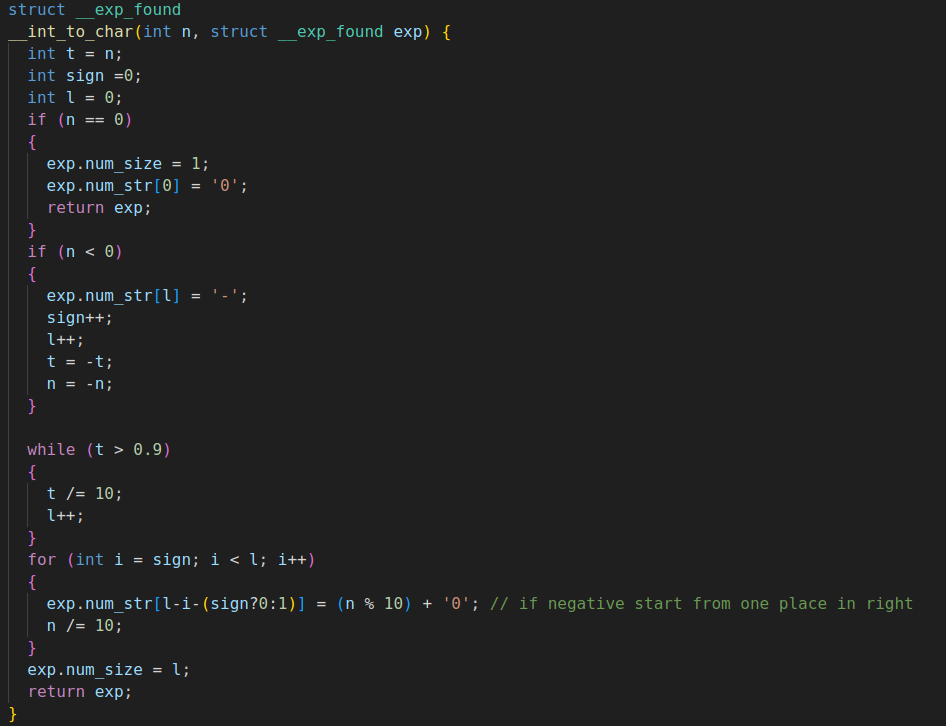 struct __exp_found
__int_to_char(int n, struct __exp_found exp) {
  int t = n;
  int sign =0;
  int l = 0;
  if (n == 0)
  {
    exp.num_size = 1;
    exp.num_str[0] = '0';
    return exp;
  }
  if (n < 0)
  {
    exp.num_str[l] = '-';
    sign++;
    l++;
    t = -t;
    n = -n;
  }

  while (t > 0.9)
  {
    t /= 10;
    l++;
  }
  for (int i = sign; i < l; i++)
  {
    exp.num_str[l-i-(sign?0:1)] = (n % 10) + '0'; // if negative start from one place in right
    n /= 10;
  }
  exp.num_size = l;
  return exp;
}